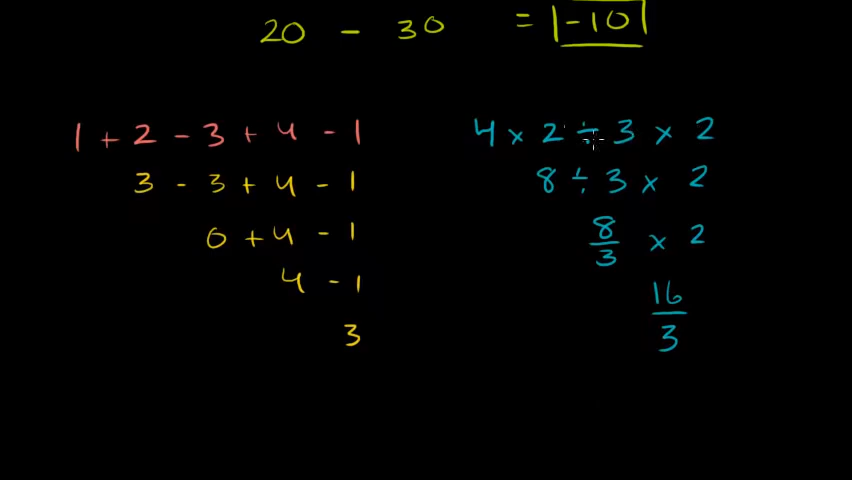 20 - 30 = -10
1 + 2 - 3 + 4 - 1
3 - 3 + 4 - 1
0 + 4 - 1
4 - 1
3
4 × 2 ÷ 3 × 2
8 ÷ 3 × 2
8/3 × 2
16/3